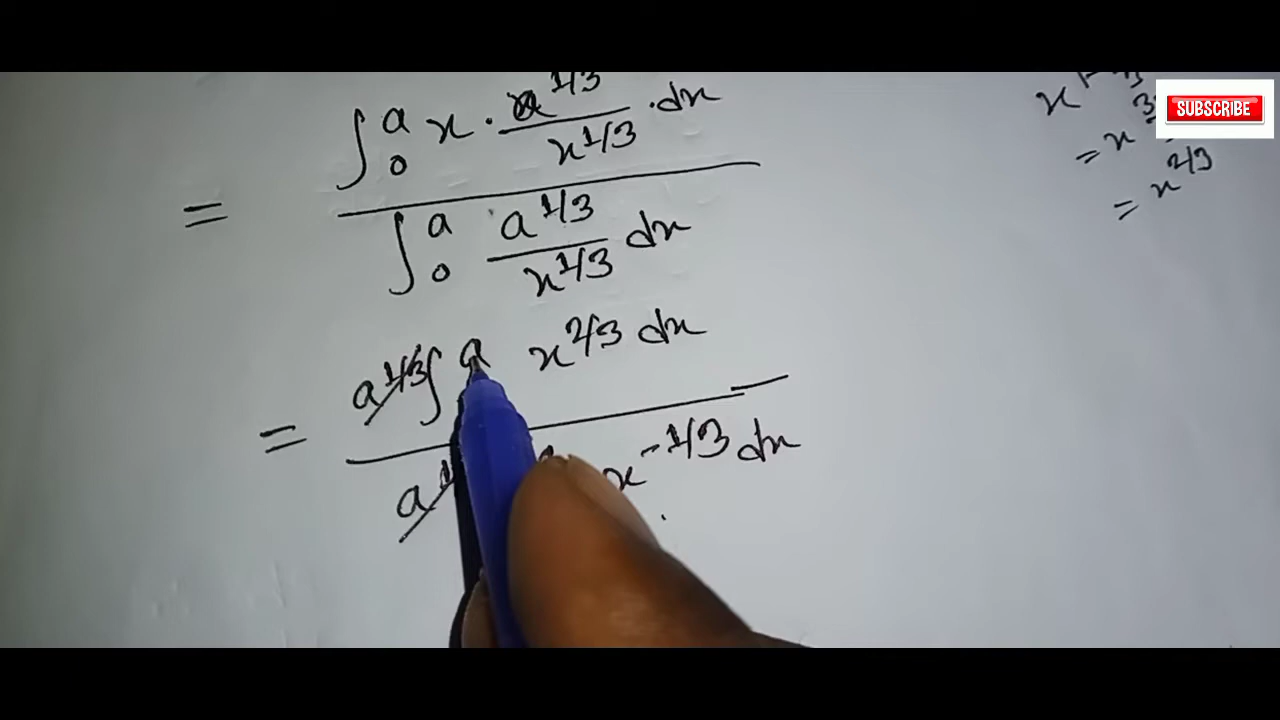 ∫₀ᵃ x · a^1/3 / x^1/3 · dx
= ─────────────
∫₀ᵃ a^1/3 / x^1/3 dx
= a^1/3 ∫ a x^2/3 dx
─────────────
a x^-1/3 dx
SUBSCRIBE
= x^2/3